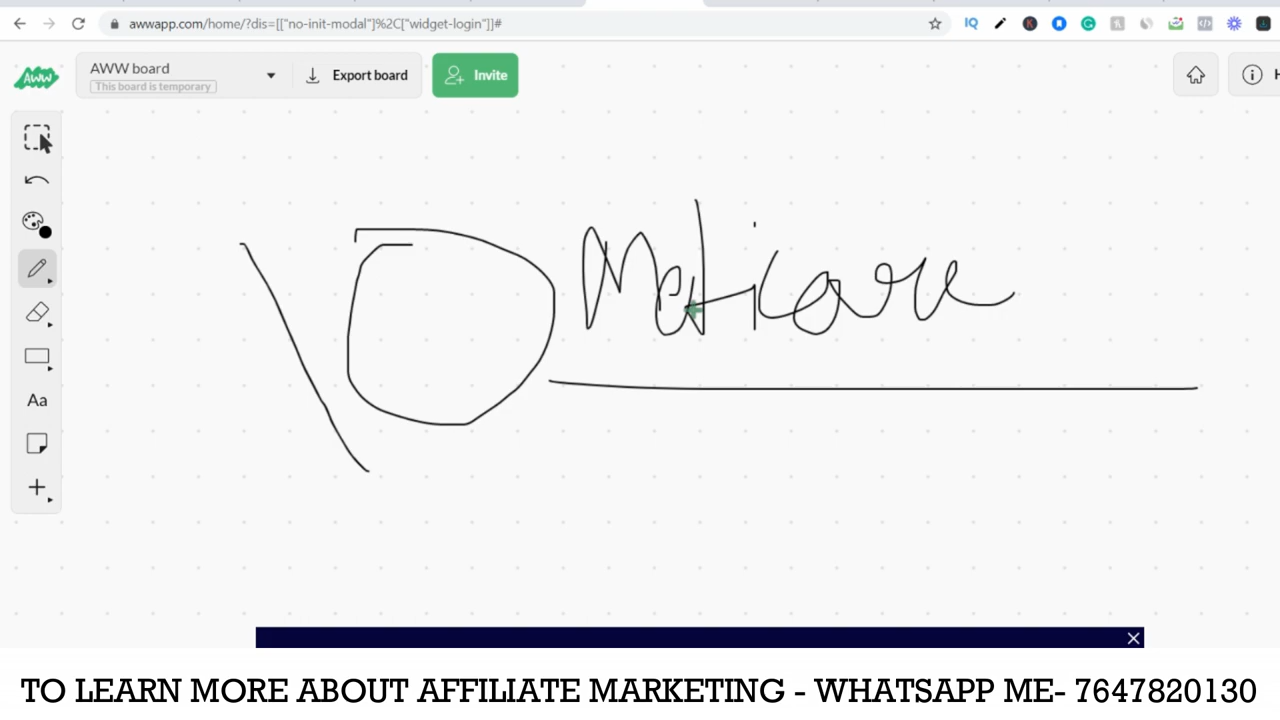 awwapp.com/home/?dis=[["no-init-modal"]%2C["widget-login"]]#
AWW
AWW board
This board is temporary
Export board
Invite
Aa
Medicare
TO LEARN MORE ABOUT AFFILIATE MARKETING - WHATSAPP ME- 7647820130